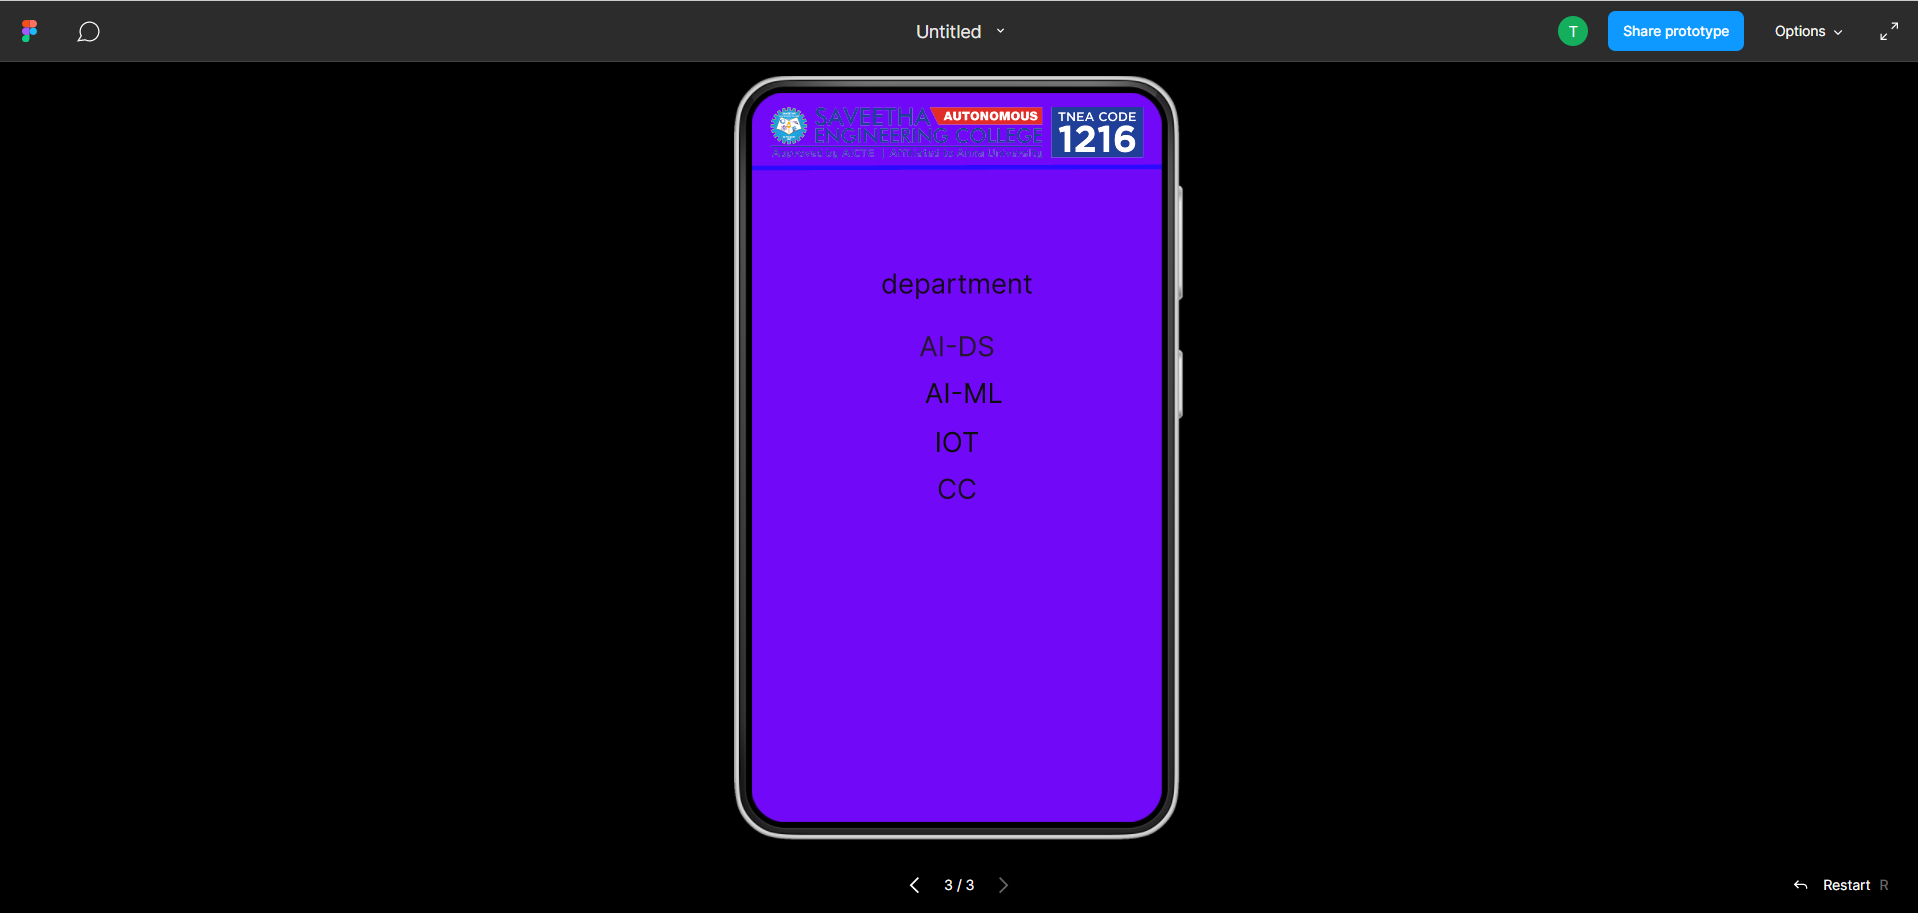 Untitled
T
Share prototype
Options
SAVEETHA AUTONOMOUS
ENGINEERING COLLEGE
Approved by AICTE | Affiliated to Anna University
TNEA CODE
1216
department
AI-DS
AI-ML
IOT
CC
3 / 3
Restart R